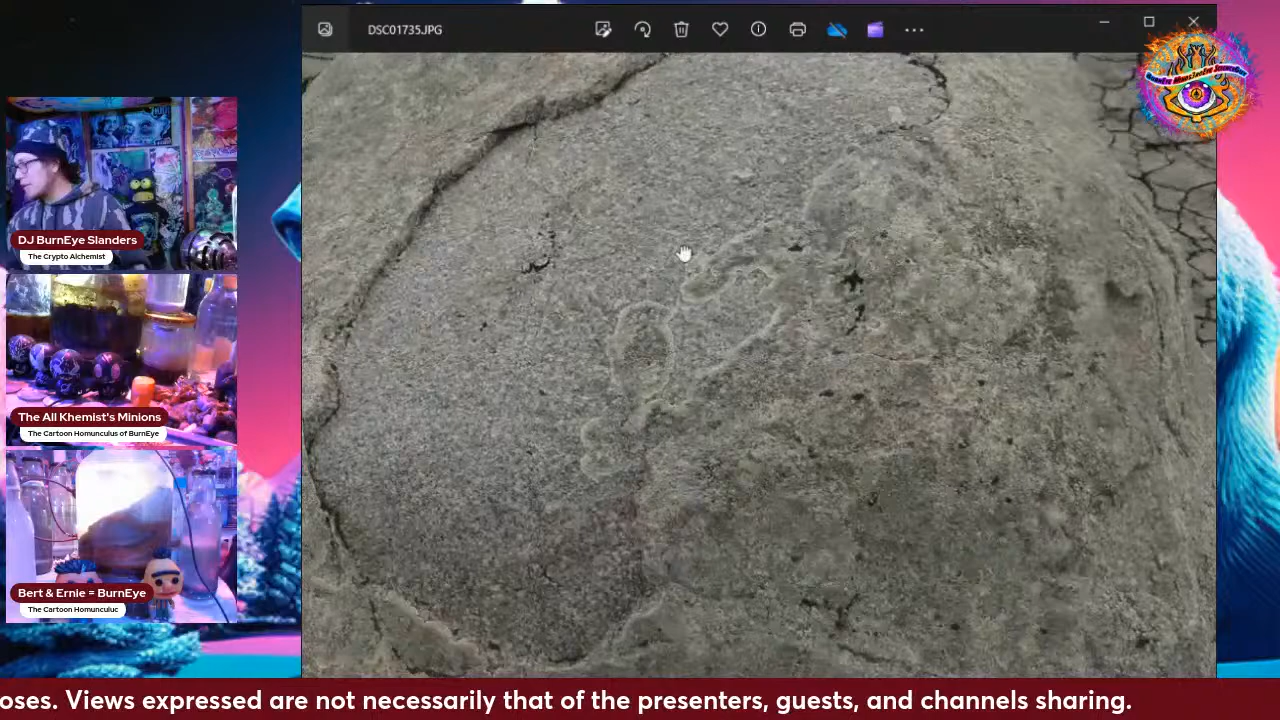 DSC01735.JPG
DJ BurnEye Slanders
The Crypto Alchemist
The All Khemist's Minions
The Cartoon Homunculus of BurnEye
Bert & Ernie = BurnEye
The Cartoon Homunculuc
oses. Views expressed are not necessarily that of the presenters, guests, and channels sharing.